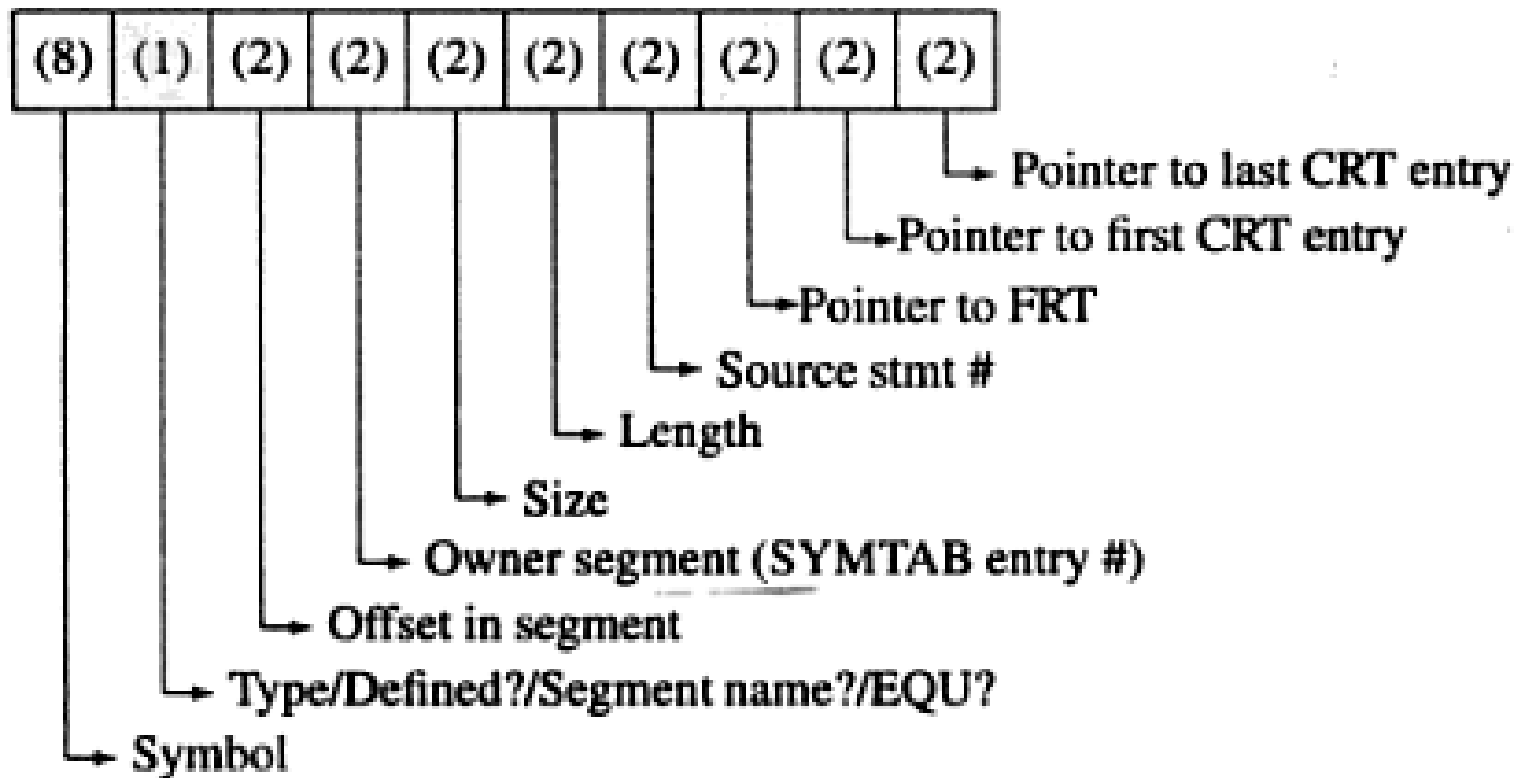 (8) (1) (2) (2) (2) (2) (2) (2) (2) (2)
Pointer to last CRT entry
Pointer to first CRT entry
Pointer to FRT
Source stmt #
Length
Size
Owner segment (SYMTAB entry #)
Offset in segment
Type/Defined?/Segment name?/EQU?
Symbol